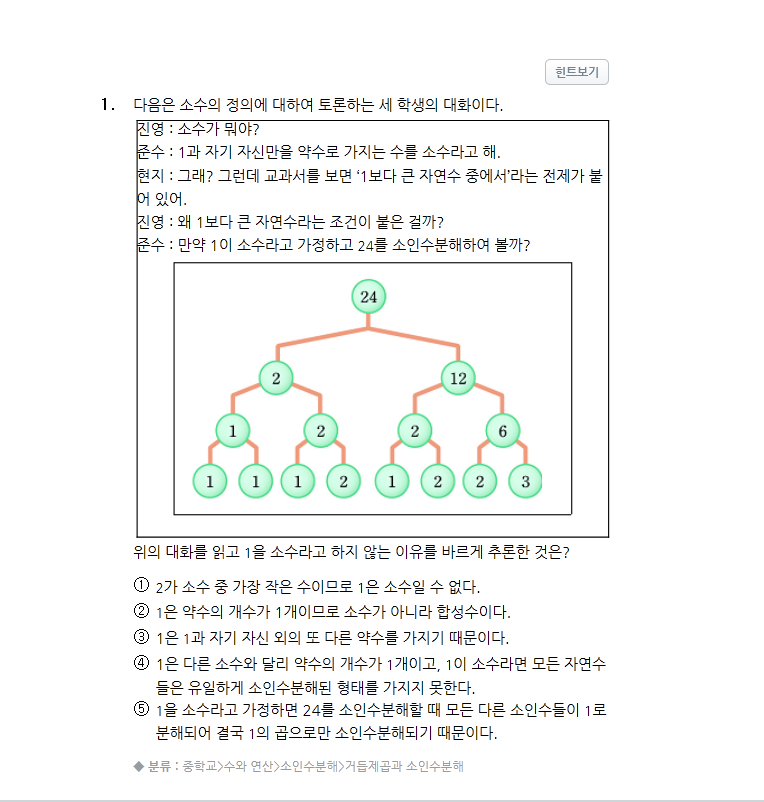 힌트보기
1. 다음은 소수의 정의에 대하여 토론하는 세 학생의 대화이다.
진영 : 소수가 뭐야?
준수 : 1과 자기 자신만을 약수로 가지는 수를 소수라고 해.
현지 : 그래? 그런데 교과서를 보면 ‘1보다 큰 자연수 중에서’라는 전제가 붙
어 있어.
진영 : 왜 1보다 큰 자연수라는 조건이 붙은 걸까?
준수 : 만약 1이 소수라고 가정하고 24를 소인수분해하여 볼까?
24
2 12
1 2 2 6
1 1 1 2 1 2 2 3
위의 대화를 읽고 1을 소수라고 하지 않는 이유를 바르게 추론한 것은?
① 2가 소수 중 가장 작은 수이므로 1은 소수일 수 없다.
② 1은 약수의 개수가 1개이므로 소수가 아니라 합성수이다.
③ 1은 1과 자기 자신 외의 또 다른 약수를 가지기 때문이다.
④ 1은 다른 소수와 달리 약수의 개수가 1개이고, 1이 소수라면 모든 자연수
들은 유일하게 소인수분해된 형태를 가지지 못한다.
⑤ 1을 소수라고 가정하면 24를 소인수분해할 때 모든 다른 소인수들이 1로
분해되어 결국 1의 곱으로만 소인수분해되기 때문이다.
◆ 분류 : 중학교>수와 연산>소인수분해>거듭제곱과 소인수분해